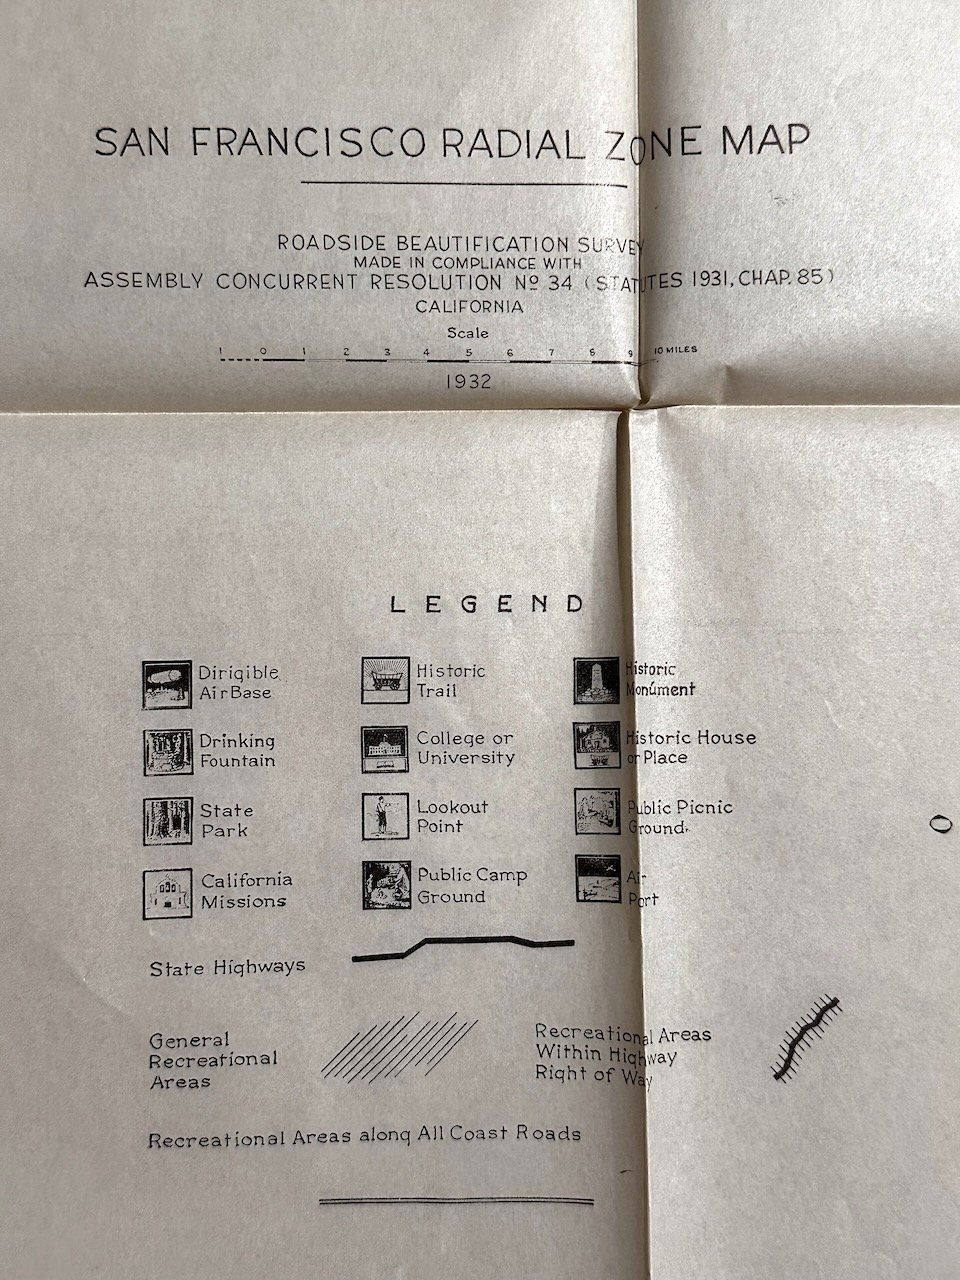 SAN FRANCISCO RADIAL ZONE MAP
ROADSIDE BEAUTIFICATION SURVEY
MADE IN COMPLIANCE WITH
ASSEMBLY CONCURRENT RESOLUTION Nº 34 (STATUTES 1931, CHAP. 85)
CALIFORNIA
Scale
1 0 1 2 3 4 5 6 7 8 9 10 MILES
1932
LEGEND
Dirigible
Air Base
Historic
Trail
Historic
Monument
Drinking
Fountain
College or
University
Historic House
or Place
State
Park
Lookout
Point
Public Picnic
Ground.
California
Missions
Public Camp
Ground
Air
Port
State Highways
General
Recreational
Areas
Recreational Areas
Within Highway
Right of Way
Recreational Areas along All Coast Roads